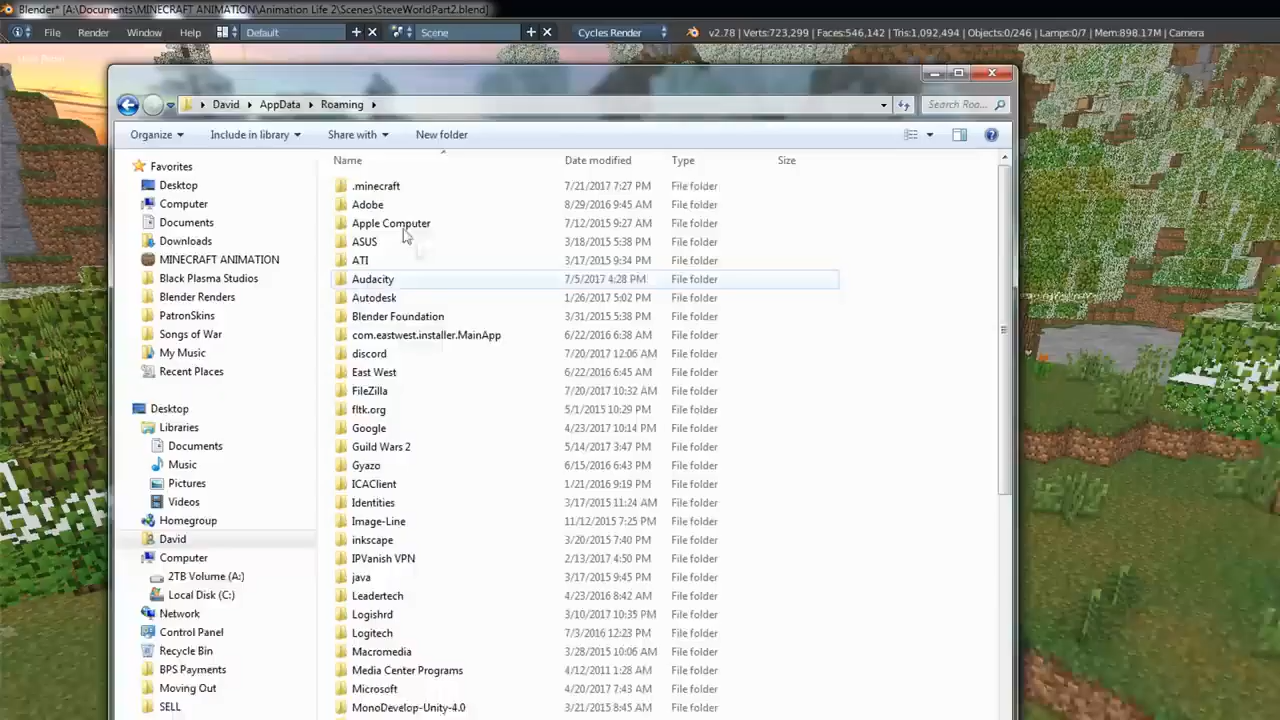 Blender* [A:\Documents\MINECRAFT ANIMATION\Animation Life 2\Scenes\SteveWorldPart2.blend]
File Render Window Help Default Scene Cycles Render v2.78 | Verts:723,299 | Faces:546,142 | Tris:1,092,494 | Objects:0/246 | Lamps:0/7 | Mem:898.17M | Camera
David AppData Roaming Search Roa...
Organize Include in library Share with New folder
Name Date modified Type Size
Favorites
Desktop
Computer
Documents
Downloads
MINECRAFT ANIMATION
Black Plasma Studios
Blender Renders
PatronSkins
Songs of War
My Music
Recent Places
Desktop
Libraries
Documents
Music
Pictures
Videos
Homegroup
David
Computer
2TB Volume (A:)
Local Disk (C:)
Network
Control Panel
Recycle Bin
BPS Payments
Moving Out
SELL
.minecraft 7/21/2017 7:27 PM File folder
Adobe 8/29/2016 9:45 AM File folder
Apple Computer 7/12/2015 9:27 AM File folder
ASUS 3/18/2015 5:38 PM File folder
ATI 3/17/2015 9:34 PM File folder
Audacity 7/5/2017 4:28 PM File folder
Autodesk 1/26/2017 5:02 PM File folder
Blender Foundation 3/31/2015 5:38 PM File folder
com.eastwest.installer.MainApp 6/22/2016 6:38 AM File folder
discord 7/20/2017 12:06 AM File folder
East West 6/22/2016 6:45 AM File folder
FileZilla 7/20/2017 10:32 AM File folder
fltk.org 5/1/2015 10:29 PM File folder
Google 4/23/2017 10:14 PM File folder
Guild Wars 2 5/14/2017 3:47 PM File folder
Gyazo 6/15/2016 6:43 PM File folder
ICAClient 1/21/2016 9:19 PM File folder
Identities 3/17/2015 11:24 AM File folder
Image-Line 11/12/2015 7:25 PM File folder
inkscape 3/20/2015 7:40 PM File folder
IPVanish VPN 2/13/2017 4:50 PM File folder
java 3/17/2015 9:45 PM File folder
Leadertech 4/23/2016 8:42 AM File folder
Logishrd 3/10/2017 10:35 PM File folder
Logitech 7/3/2016 12:23 PM File folder
Macromedia 3/28/2015 10:06 AM File folder
Media Center Programs 4/12/2011 1:28 AM File folder
Microsoft 4/20/2017 7:43 AM File folder
MonoDevelop-Unity-4.0 3/21/2015 8:45 AM File folder